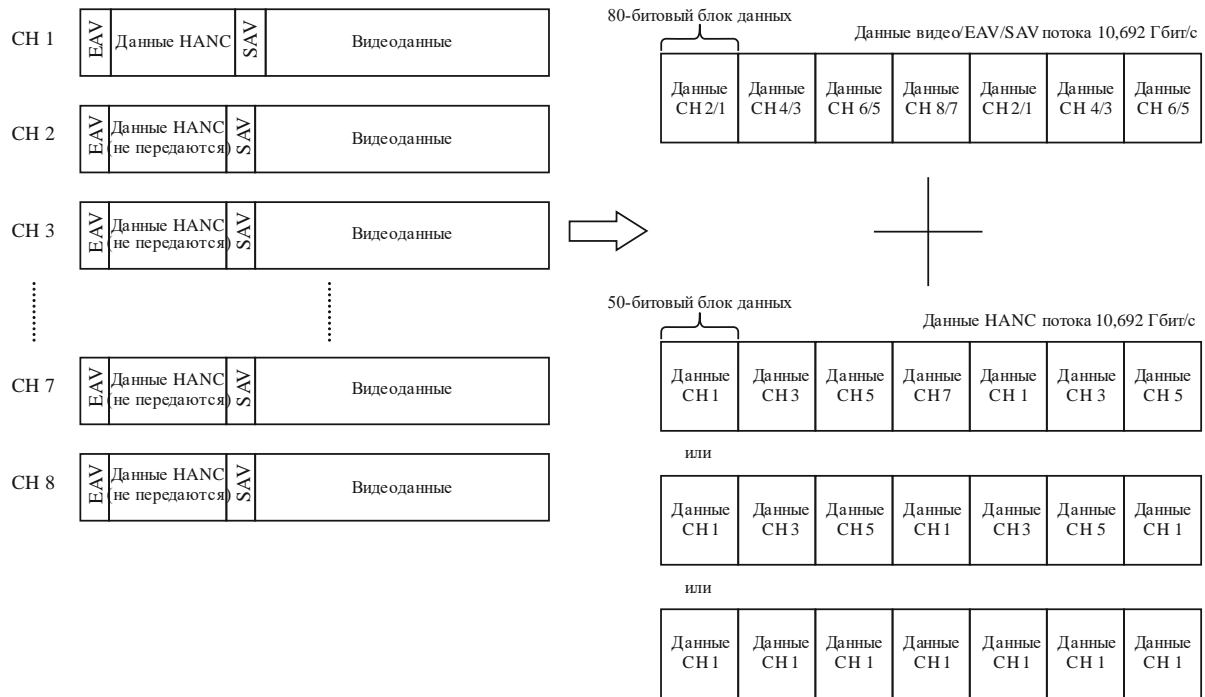 CH 1
EAV
Данные HANC
SAV
Видеоданные
CH 2
EAV
Данные HANC
(не передаются)
SAV
Видеоданные
CH 3
EAV
Данные HANC
(не передаются)
SAV
Видеоданные
CH 7
EAV
Данные HANC
(не передаются)
SAV
Видеоданные
CH 8
EAV
Данные HANC
(не передаются)
SAV
Видеоданные
80-битовый блок данных
Данные видео/EAV/SAV потока 10,692 Гбит/с
Данные Данные Данные Данные Данные Данные Данные
CH 2/1 CH 4/3 CH 6/5 CH 8/7 CH 2/1 CH 4/3 CH 6/5
50-битовый блок данных
Данные HANC потока 10,692 Гбит/с
Данные Данные Данные Данные Данные Данные Данные
CH 1 CH 3 CH 5 CH 7 CH 1 CH 3 CH 5
или
Данные Данные Данные Данные Данные Данные Данные
CH 1 CH 3 CH 5 CH 1 CH 3 CH 5 CH 1
или
Данные Данные Данные Данные Данные Данные Данные
CH 1 CH 1 CH 1 CH 1 CH 1 CH 1 CH 1